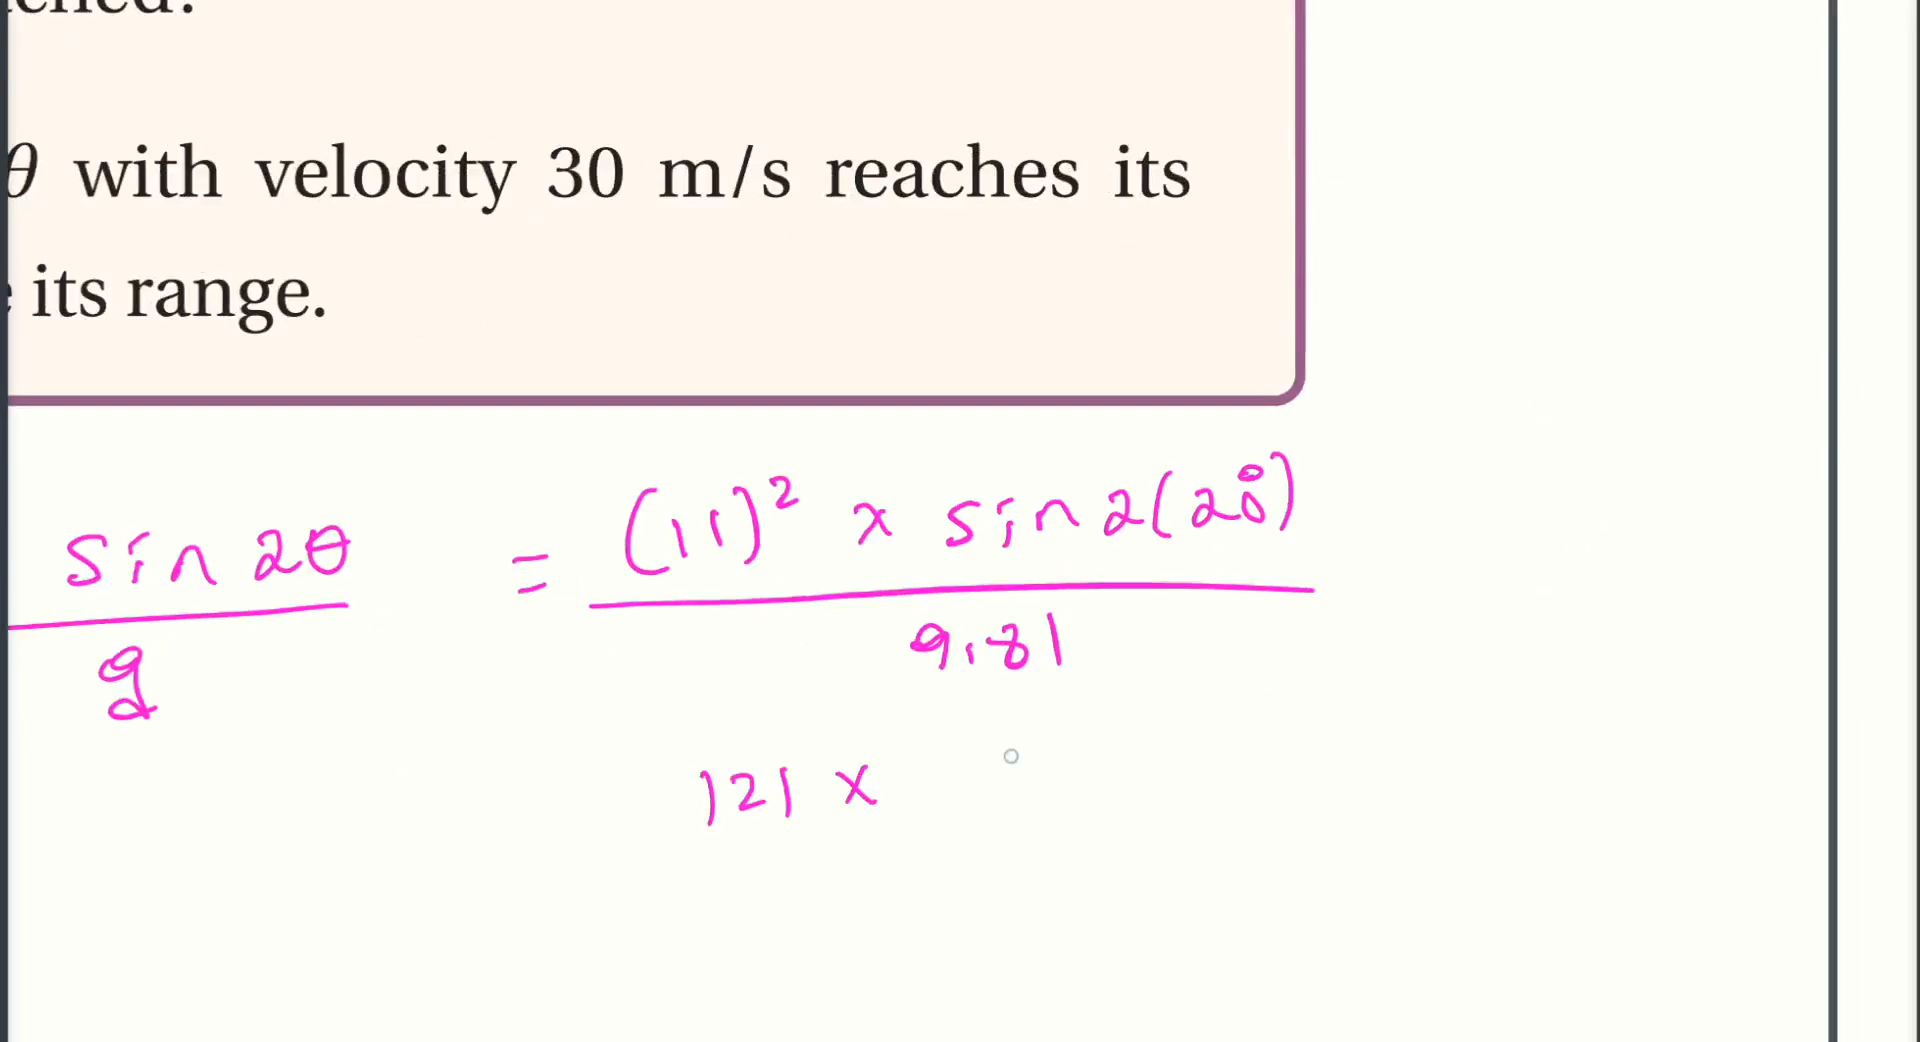 θ with velocity 30 m/s reaches its
its range.
sin 2θ = (11)² × sin 2(20°)
g 9.81
121 ×